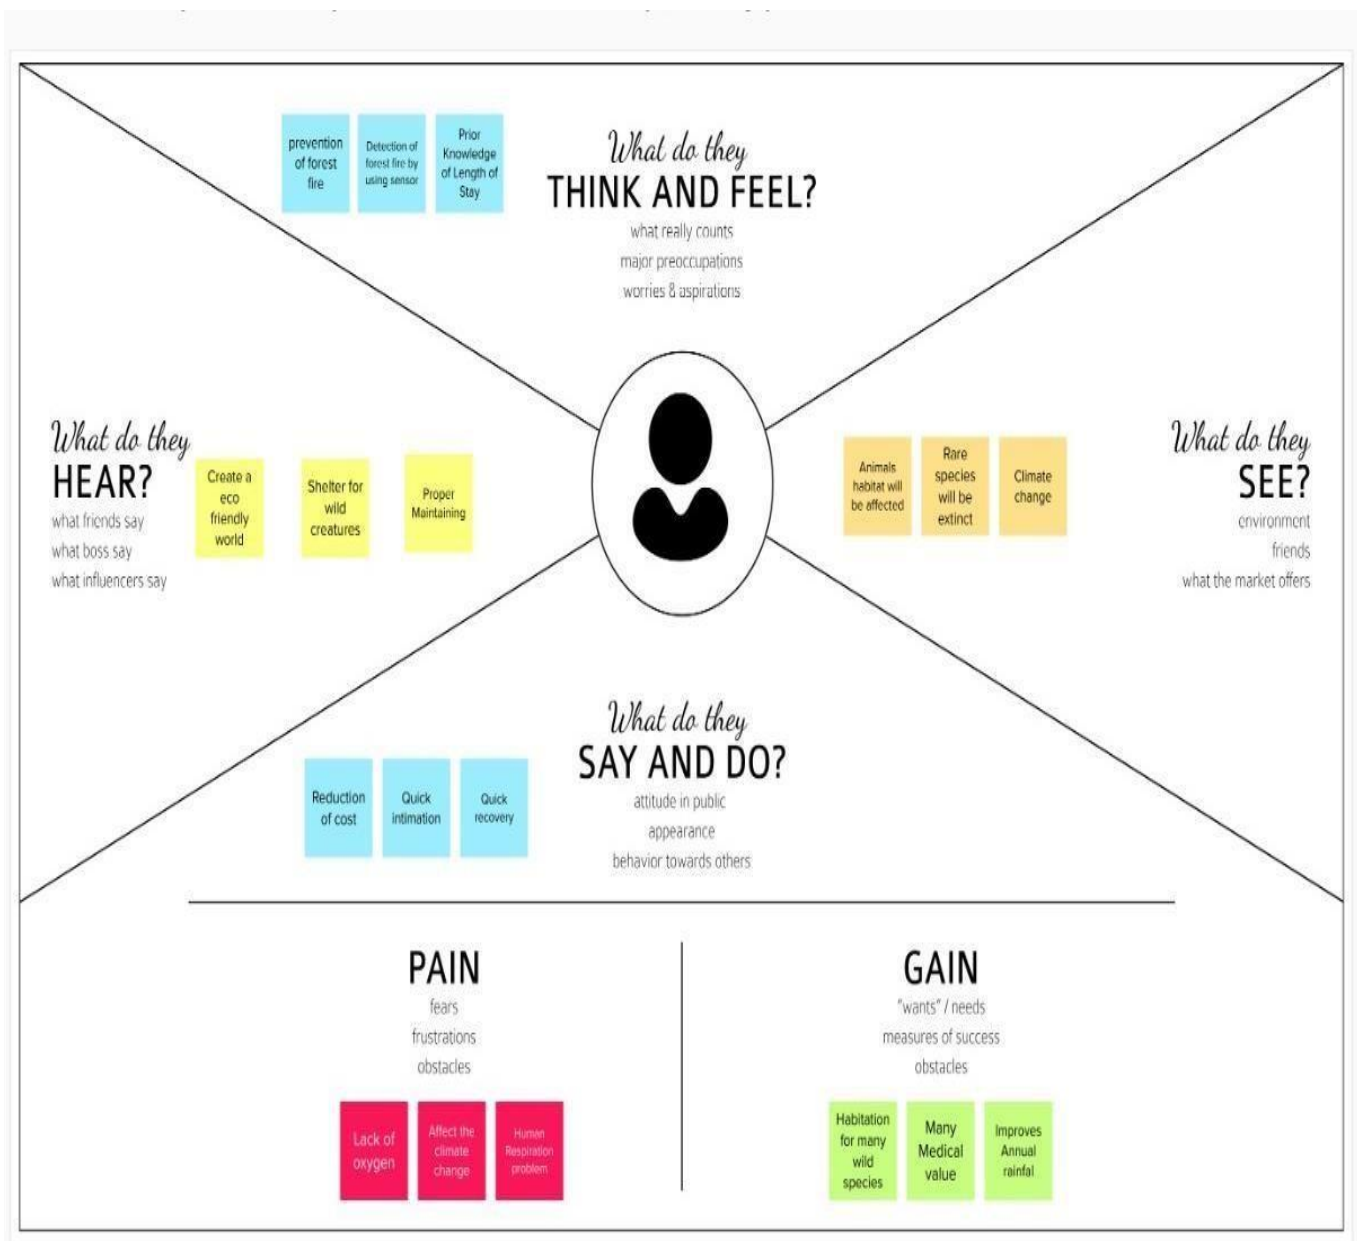 prevention
of forest
fire
Detection of
forest fire by
using sensor
Prior
Knowledge
of Length of
Stay
What do they
THINK AND FEEL?
what really counts
major preoccupations
worries & aspirations
What do they
HEAR?
what friends say
what boss say
what influencers say
Create a
eco
friendly
world
Shelter for
wild
creatures
Proper
Maintaining
Animals
habitat will
be affected
Rare
species
will be
extinct
Climate
change
What do they
SEE?
environment
friends
what the market offers
What do they
SAY AND DO?
attitude in public
appearance
behavior towards others
Reduction
of cost
Quick
intimation
Quick
recovery
PAIN
fears
frustrations
obstacles
Lack of
oxygen
Affect the
climate
change
Human
Respiration
problem
GAIN
"wants" / needs
measures of success
obstacles
Habitation
for many
wild
species
Many
Medical
value
Improves
Annual
rainfal